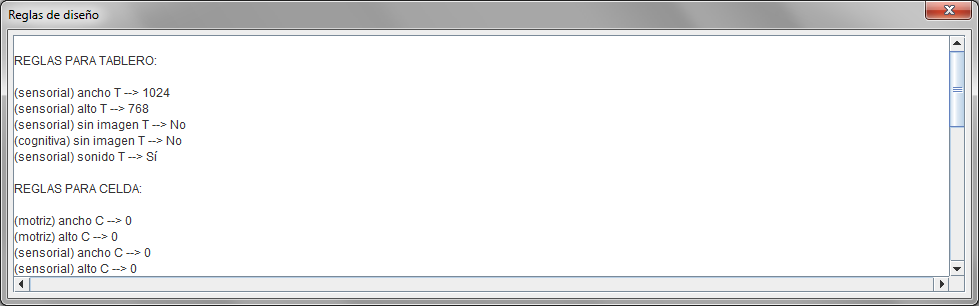 Reglas de diseño
REGLAS PARA TABLERO:
(sensorial) ancho T --> 1024
(sensorial) alto T --> 768
(sensorial) sin imagen T --> No
(cognitiva) sin imagen T --> No
(sensorial) sonido T --> Sí
REGLAS PARA CELDA:
(motriz) ancho C --> 0
(motriz) alto C --> 0
(sensorial) ancho C --> 0
(sensorial) alto C --> 0